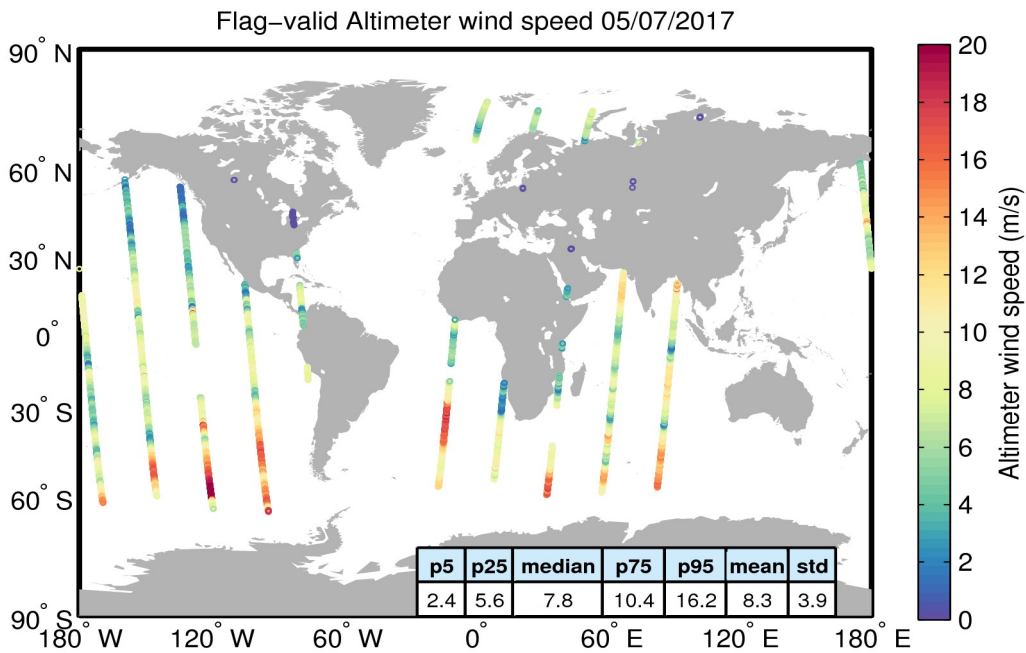 Flag−valid Altimeter wind speed 05/07/2017
90° N
60° N
30° N
0°
30° S
60° S
90° S
180° W
120° W
60° W
0°
60° E
120° E
180° E
p5 p25 median p75 p95 mean std
2.4 5.6 7.8 10.4 16.2 8.3 3.9
20
18
16
14
12
10
8
6
4
2
0
Altimeter wind speed (m/s)